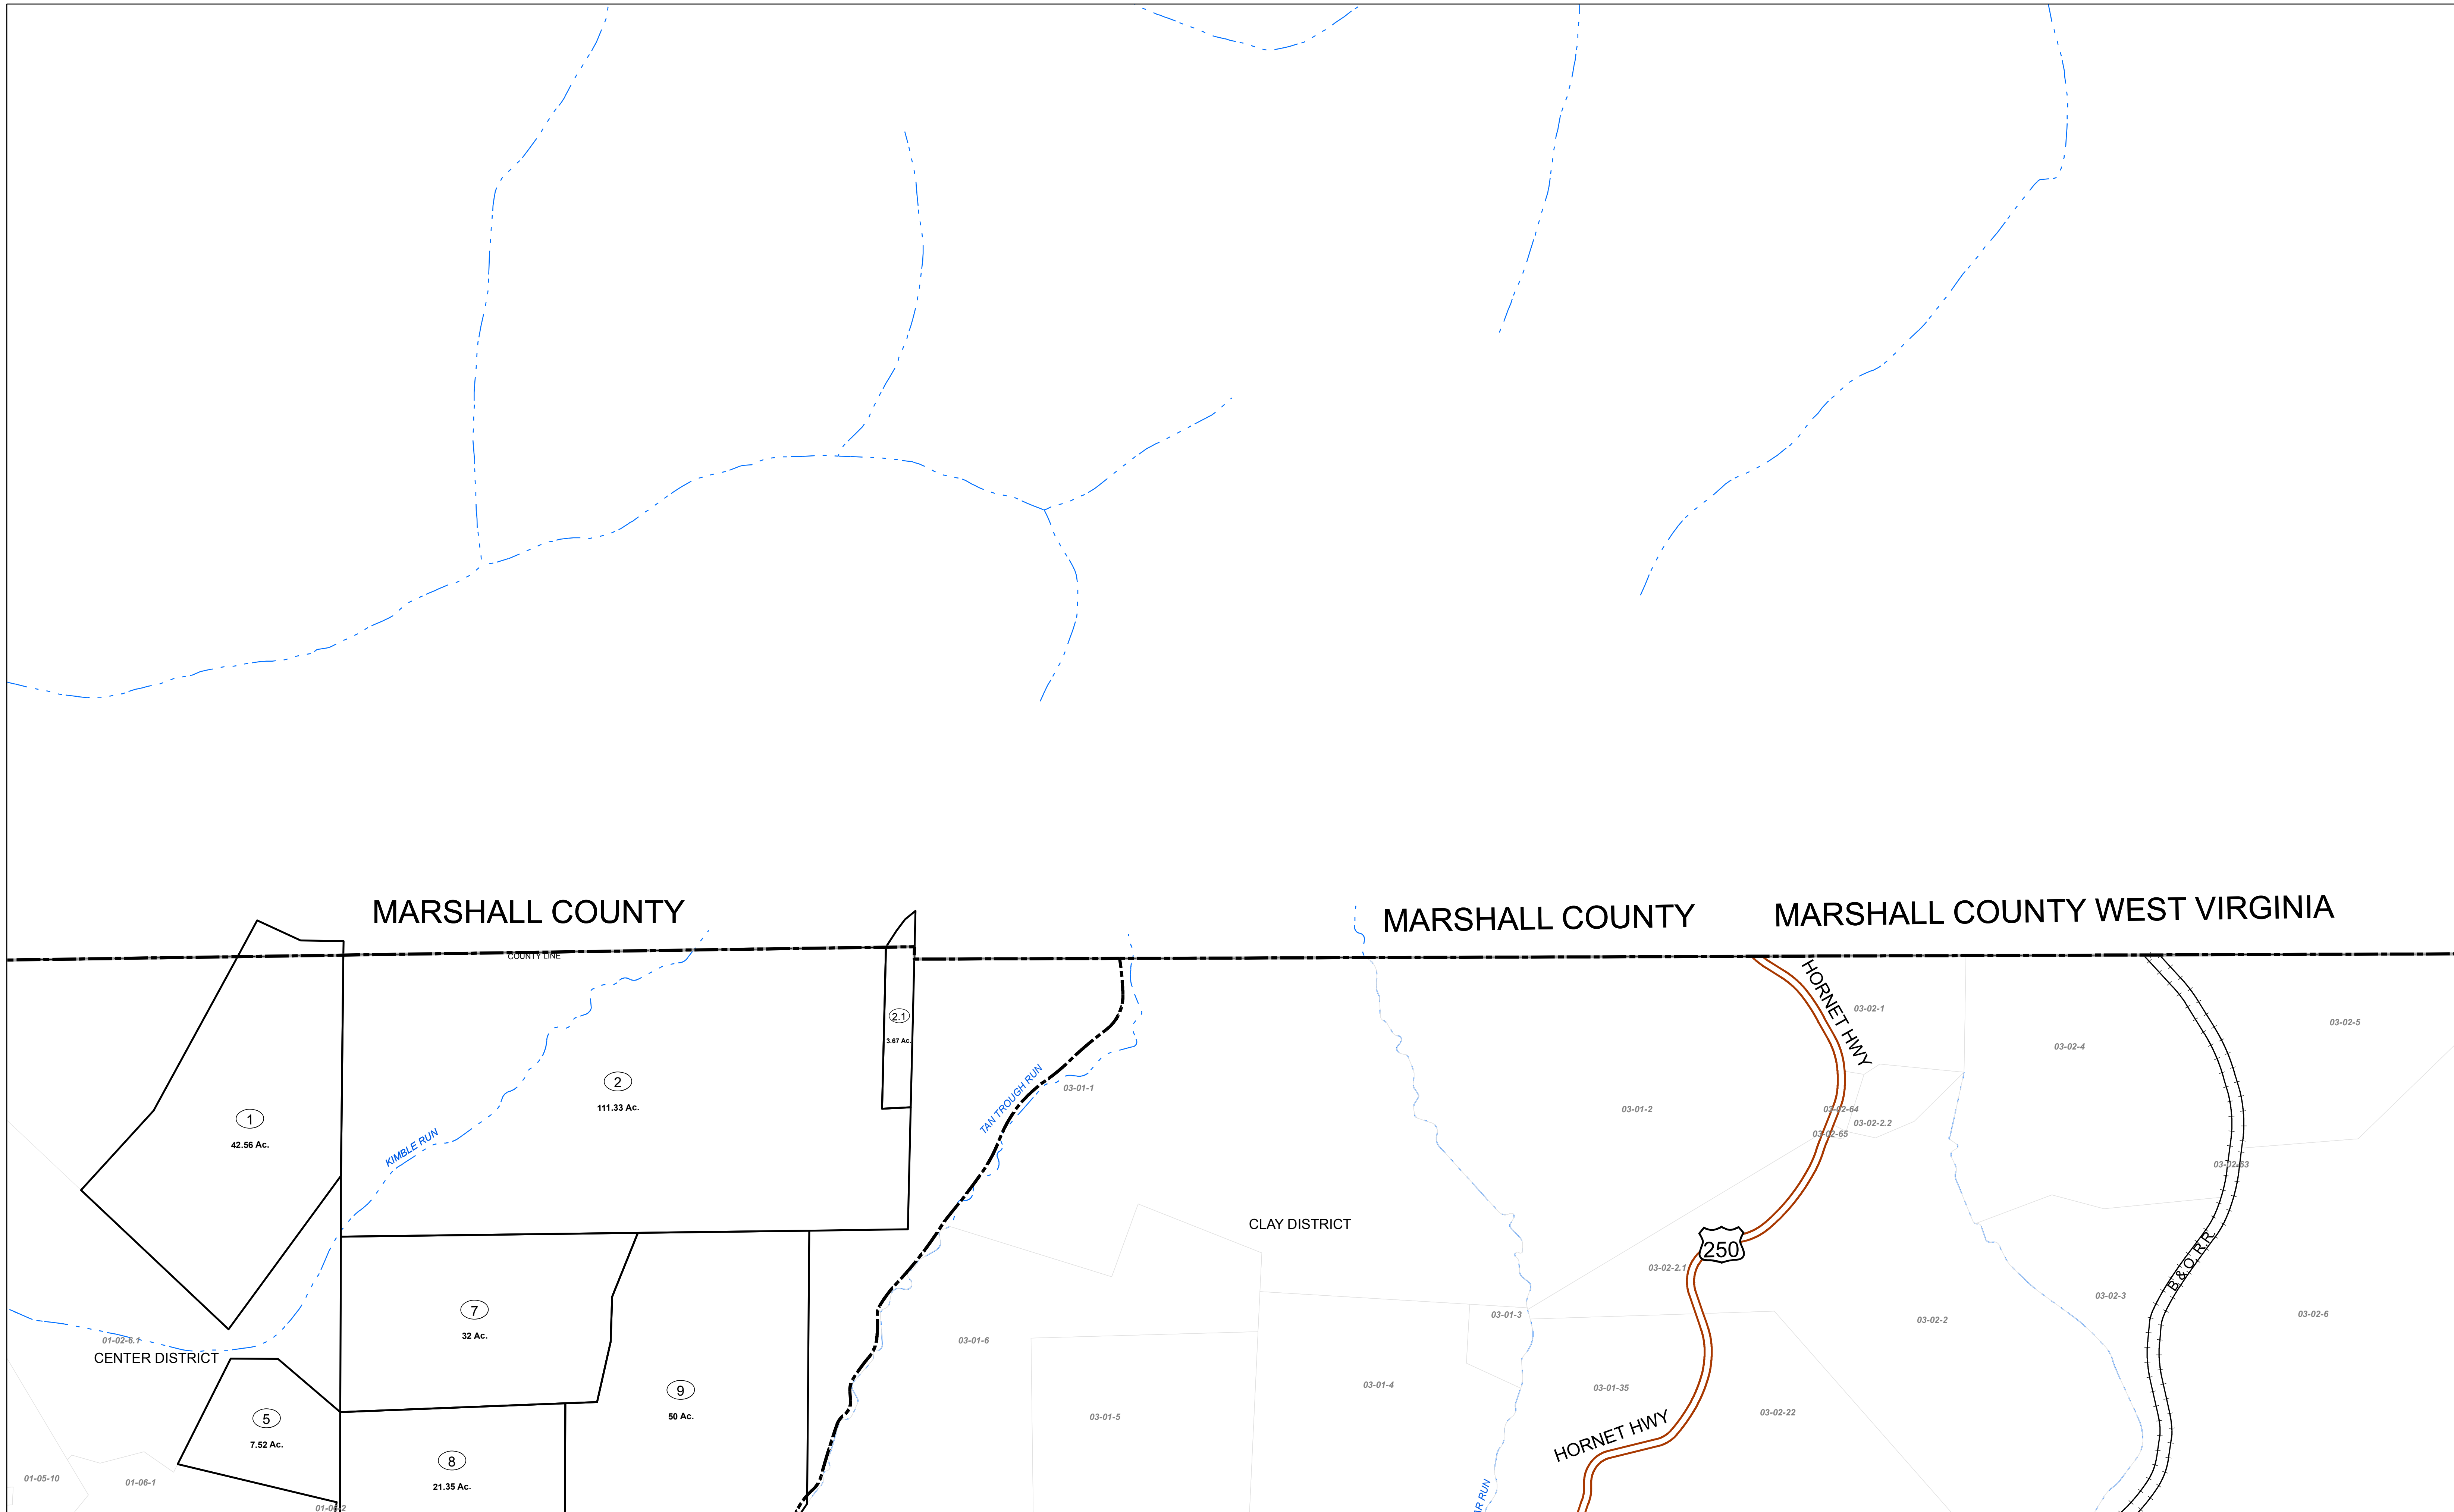 MARSHALL COUNTY
MARSHALL COUNTY
MARSHALL COUNTY WEST VIRGINIA
COUNTY LINE
HORNET HWY
2.1
3.67 Ac.
03-02-1
03-02-5
03-02-4
TAN TROUGH RUN
03-01-1
2
111.33 Ac.
03-01-2
03-02-64
03-02-2.2
03-02-65
1
42.56 Ac.
KIMBLE RUN
03-02-63
CLAY DISTRICT
250
B & O. R.R.
03-02-2.1
03-02-3
7
32 Ac.
03-01-3
03-02-2
03-02-6
01-02-6.1
CENTER DISTRICT
03-01-6
9
50 Ac.
03-01-4
03-01-35
03-01-5
03-02-22
HORNET HWY
5
7.52 Ac.
8
21.35 Ac.
01-05-10
01-06-1
01-06-2
RUN